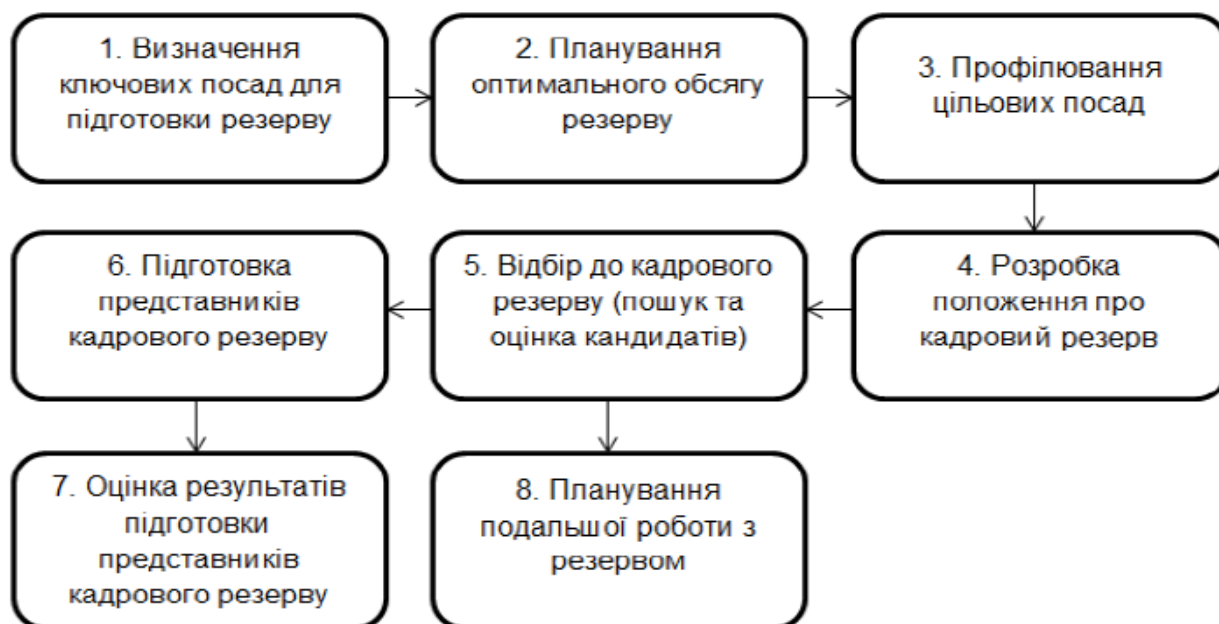 1. Визначення
ключових посад для
підготовки резерву
2. Планування
оптимального обсягу
резерву
3. Профілювання
цільових посад
4. Розробка
положення про
кадровий резерв
5. Відбір до кадрового
резерву (пошук та
оцінка кандидатів)
6. Підготовка
представників
кадрового резерву
7. Оцінка результатів
підготовки
представників
кадрового резерву
8. Планування
подальшої роботи з
резервом